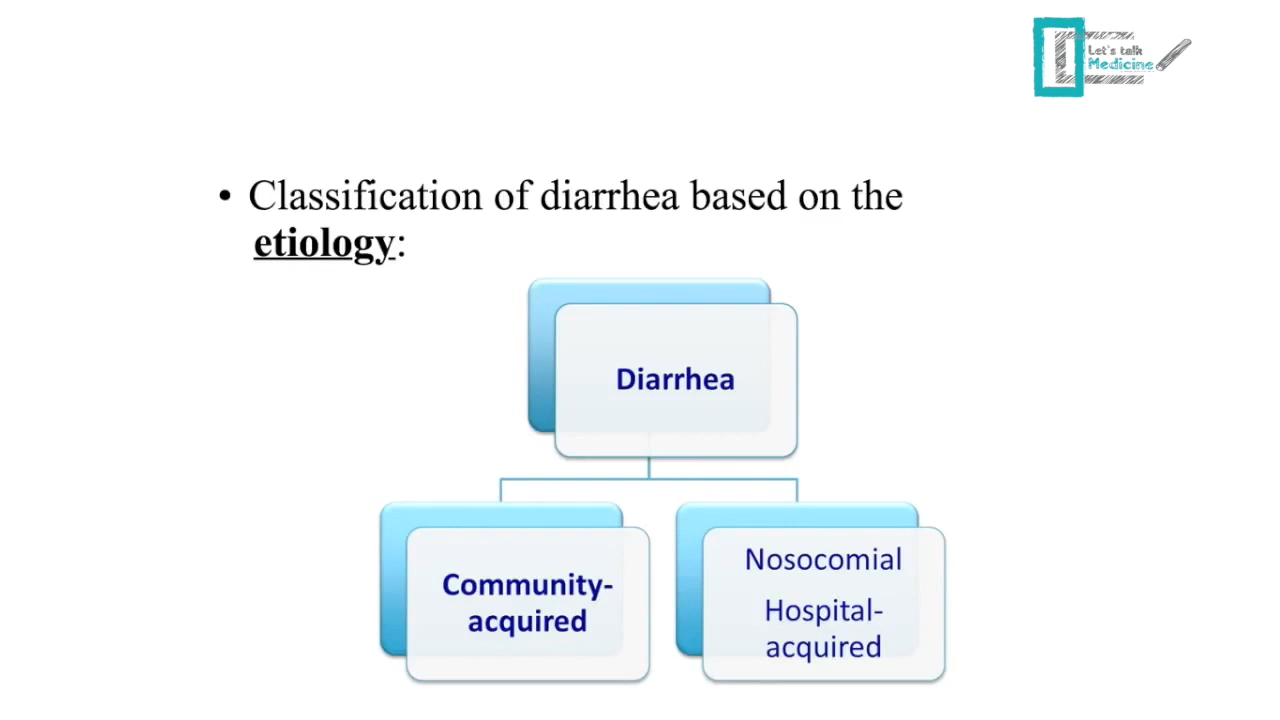 Let's talk
Medicine
• Classification of diarrhea based on the
etiology:
Diarrhea
Community-
acquired
Nosocomial
Hospital-
acquired